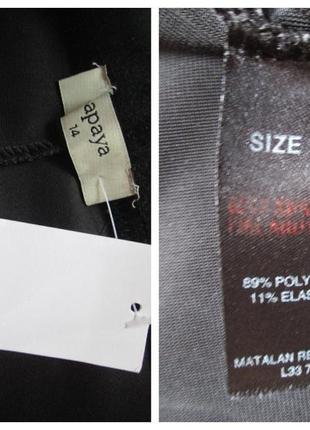 apaya
14
SIZE
89% POLY
11% ELAS
MATALAN RE
L33 7